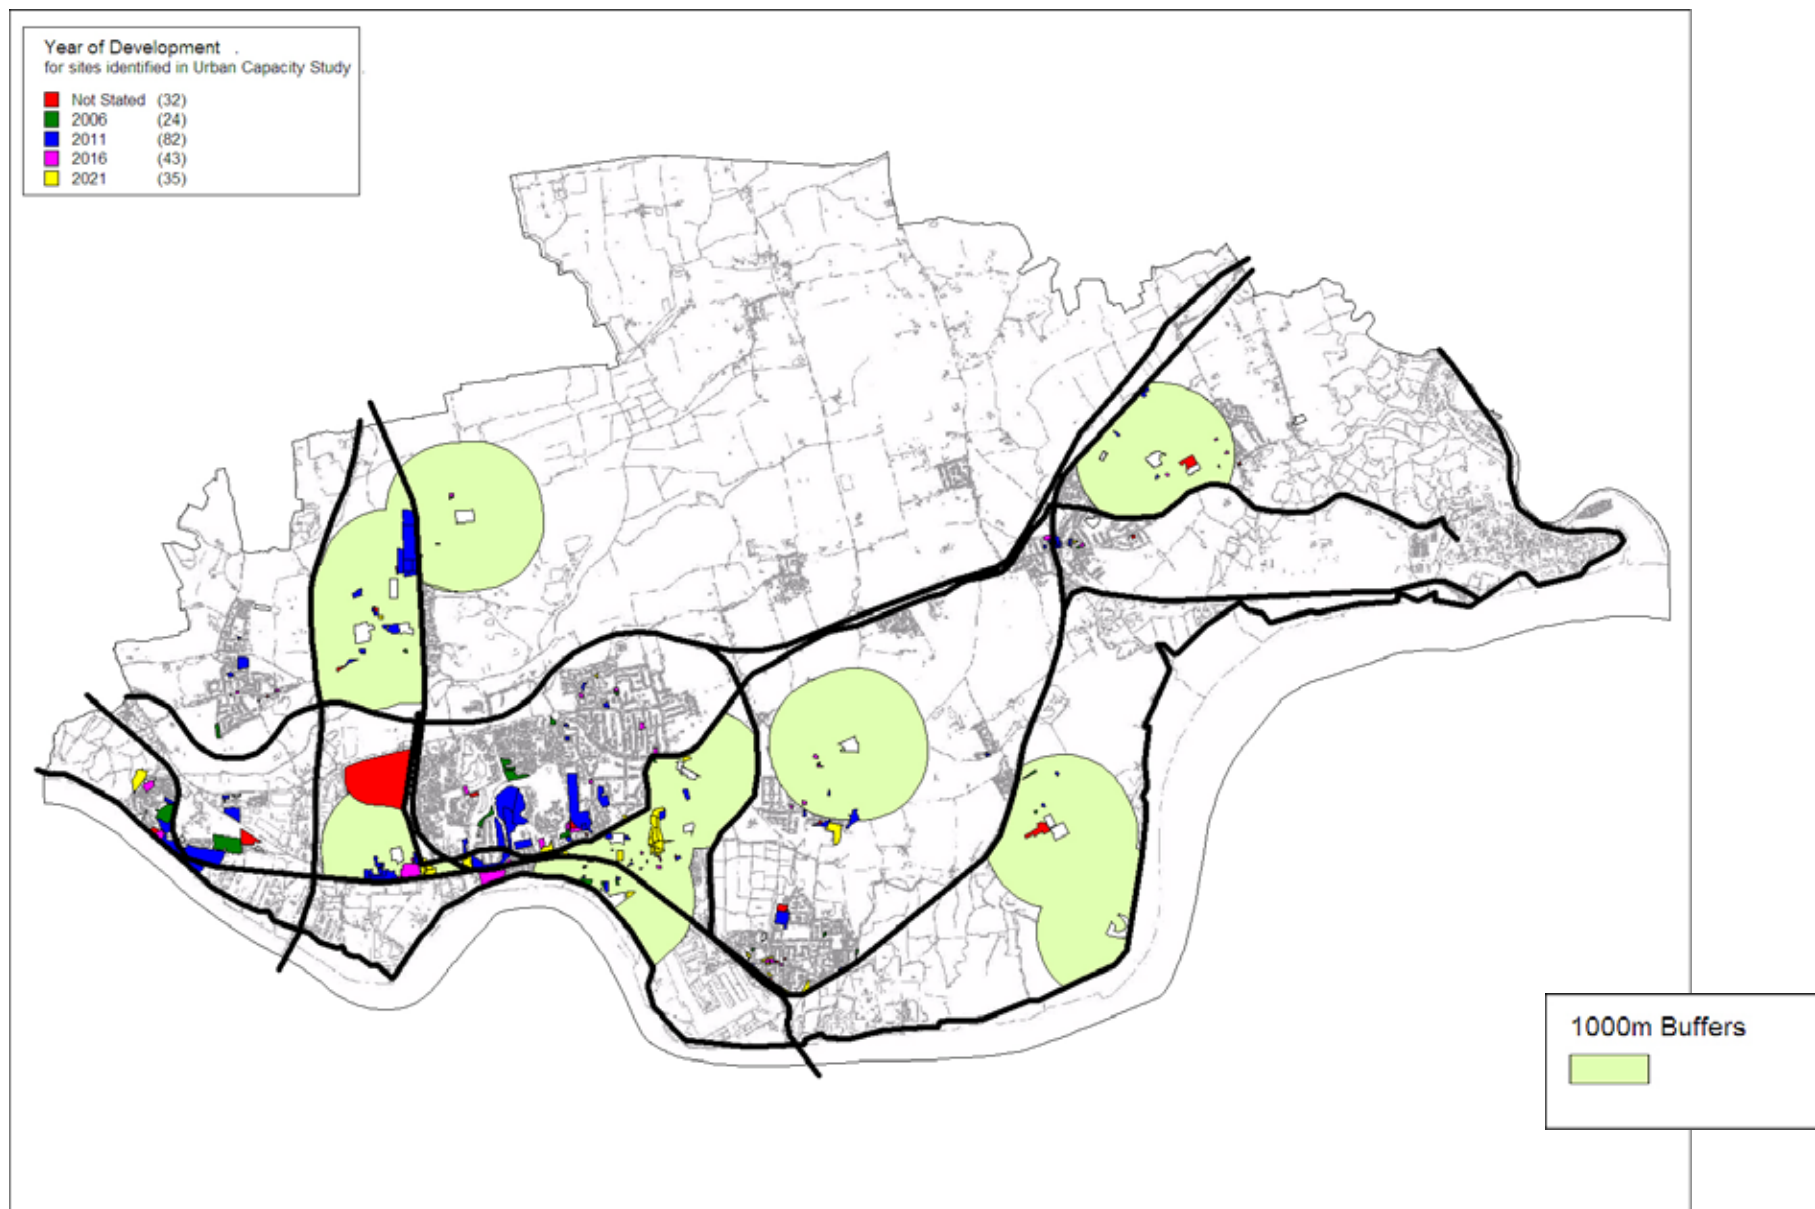 Year of Development .
for sites identified in Urban Capacity Study .
Not Stated (32)
2006 (24)
2011 (82)
2016 (43)
2021 (35)
1000m Buffers